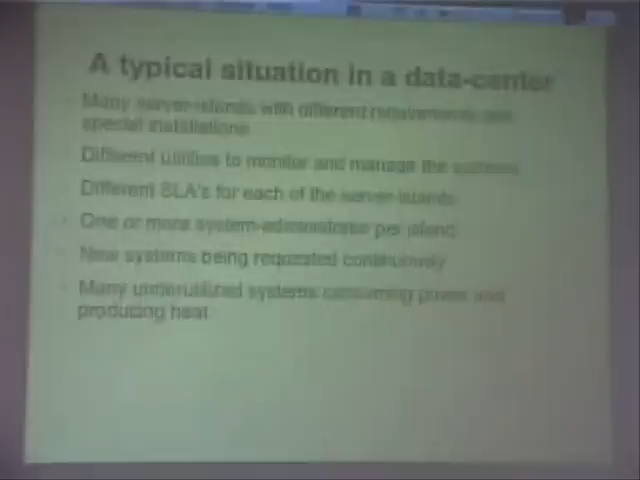 A typical situation in a data-center
Many server-islands with different requirements and
special installations
Different utilities to monitor and manage the systems
Different SLA's for each of the server-islands
One or more system-administrator per island
New systems being requested continuously
Many underutilized systems consuming power and
producing heat